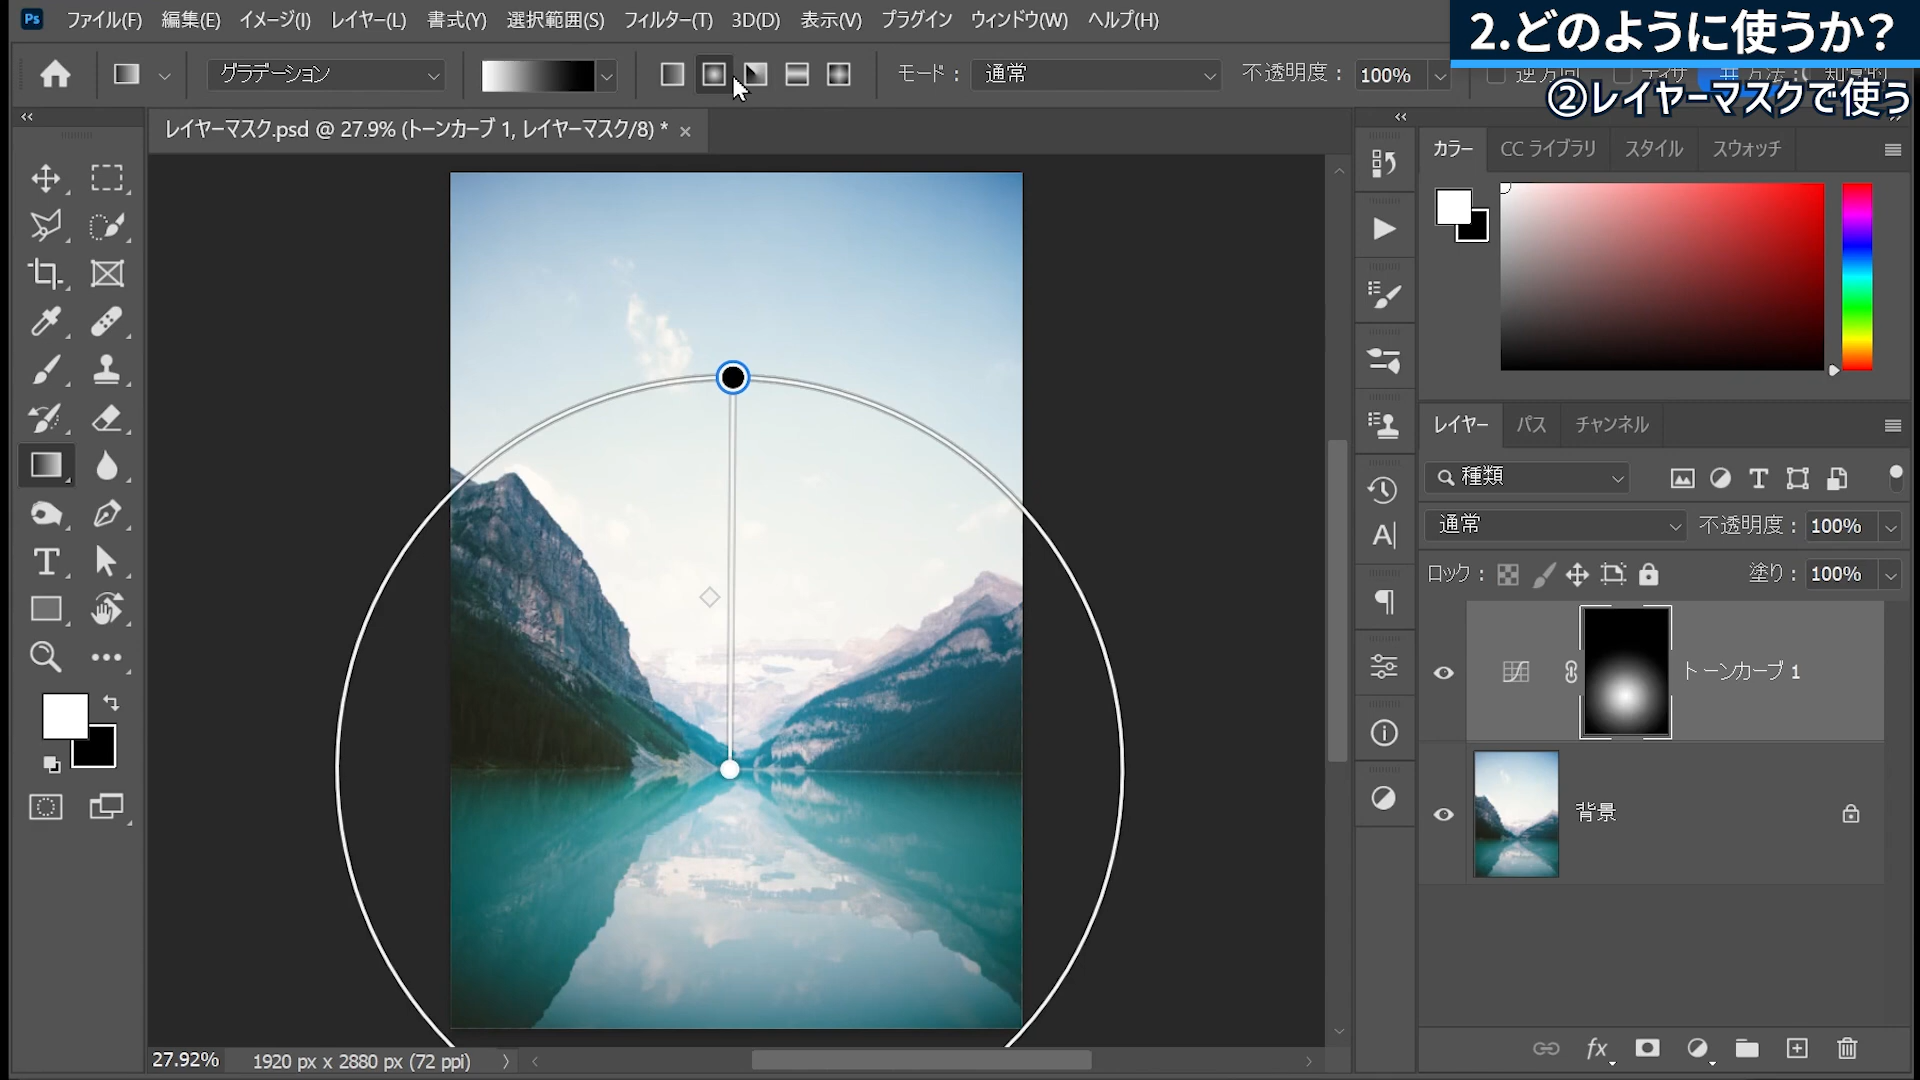 Ps ファイル(F) 編集(E) イメージ(I) レイヤー(L) 書式(Y) 選択範囲(S) フィルター(T) 3D(D) 表示(V) プラグイン ウィンドウ(W) ヘルプ(H)
2.どのように使うか?
グラデーション モード： 通常 不透明度： 100%
②レイヤーマスクで使う
レイヤーマスク.psd @ 27.9% (トーンカーブ 1, レイヤーマスク/8) *
カラー CC ライブラリ スタイル スウォッチ
レイヤー パス チャンネル
種類
通常 不透明度： 100%
ロック： 塗り： 100%
トーンカーブ 1
背景
27.92% 1920 px x 2880 px (72 ppi)